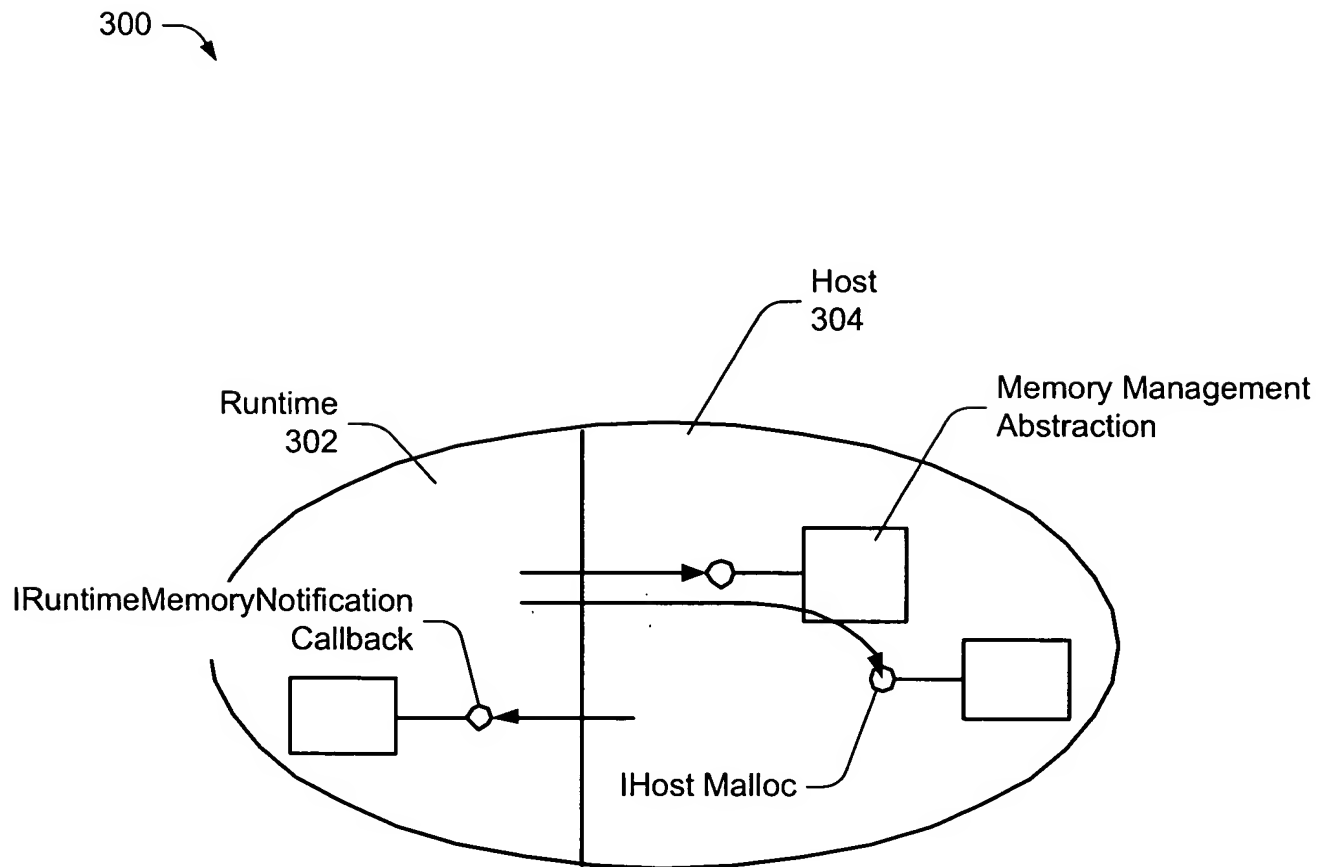 300
Host
304
Memory Management
Abstraction
Runtime
302
IRuntimeMemoryNotification
Callback
IHost Malloc